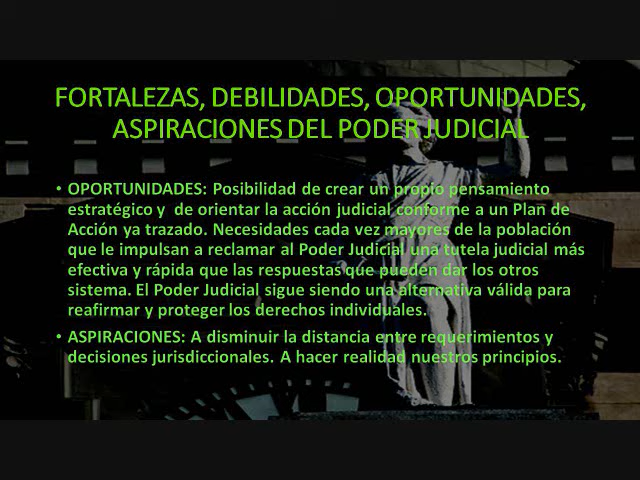 FORTALEZAS, DEBILIDADES, OPORTUNIDADES,
ASPIRACIONES DEL PODER JUDICIAL
• OPORTUNIDADES: Posibilidad de crear un propio pensamiento
estratégico y de orientar la acción judicial conforme a un Plan de
Acción ya trazado. Necesidades cada vez mayores de la población
que le impulsan a reclamar al Poder Judicial una tutela judicial más
efectiva y rápida que las respuestas que pueden dar los otros
sistema. El Poder Judicial sigue siendo una alternativa válida para
reafirmar y proteger los derechos individuales.
• ASPIRACIONES: A disminuir la distancia entre requerimientos y
decisiones jurisdiccionales. A hacer realidad nuestros principios.